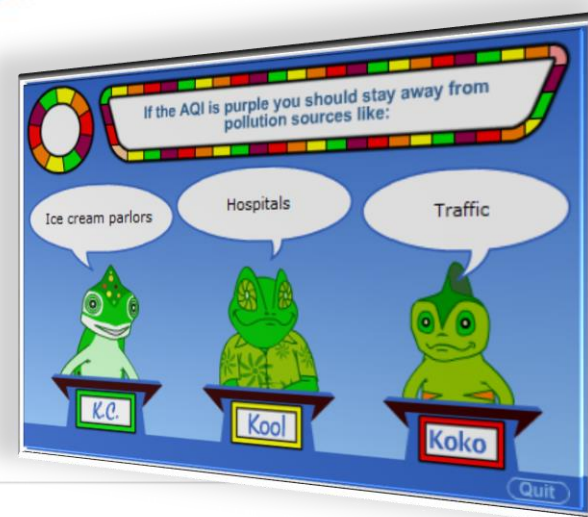 If the AQI is purple you should stay away from
pollution sources like:
Ice cream parlors
Hospitals
Traffic
K.C.
Kool
Koko
Quit